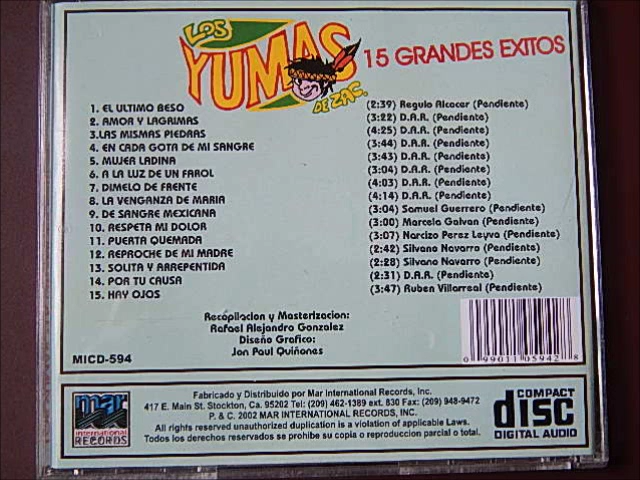 LOS
YUMAS
DE ZAC.
15 GRANDES EXITOS
1. EL ULTIMO BESO (2:39) Regulo Alcocer (Pendiente)
2. AMOR Y LAGRIMAS (3:22) D.A.R. (Pendiente)
3.LAS MISMAS PIEDRAS (4:25) D.A.R. (Pendiente)
4. EN CADA GOTA DE MI SANGRE (3:44) D.A.R. (Pendiente)
5. MUJER LADINA (3:43) D.A.R. (Pendiente)
6. A LA LUZ DE UN FAROL (3:04) D.A.R. (Pendiente)
7. DIMELO DE FRENTE (4:03) D.A.R. (Pendiente)
8. LA VENGANZA DE MARIA (4:14) D.A.R. (Pendiente)
9. DE SANGRE MEXICANA (3:04) Samuel Guerrero (Pendiente)
10. RESPETA MI DOLOR (3:00) Marcela Galvan (Pendiente)
11. PUERTA QUEMADA (3:07) Narcizo Perez Leyva (Pendiente)
12. REPROCHE DE MI MADRE (2:42) Silvano Navarro (Pendiente)
13. SOLITA Y ARREPENTIDA (2:28) Silvano Navarro (Pendiente)
14. POR TU CAUSA (2:31) D.A.R. (Pendiente)
15. HAY OJOS (3:47) Ruben Villarreal (Pendiente)
Recopilacion y Masterizacion:
Rafael Alejandro Gonzalez
Diseño Grafico:
Jon Paul Quiñones
MICD-594
0 99011 05942 8
mar
international
RECORDS
Fabricado y Distribuido por Mar International Records, Inc.
417 E. Main St. Stockton, Ca. 95202 Tel: (209) 462-1389 ext. 830 Fax: (209) 948-9472
P. & C. 2002 MAR INTERNATIONAL RECORDS, INC.
All rights reserved unauthorized duplication is a violation of applicable Laws.
Todos los derechos reservados se prohibe su copia o reproduccion parcial o total.
COMPACT
disc
DIGITAL AUDIO